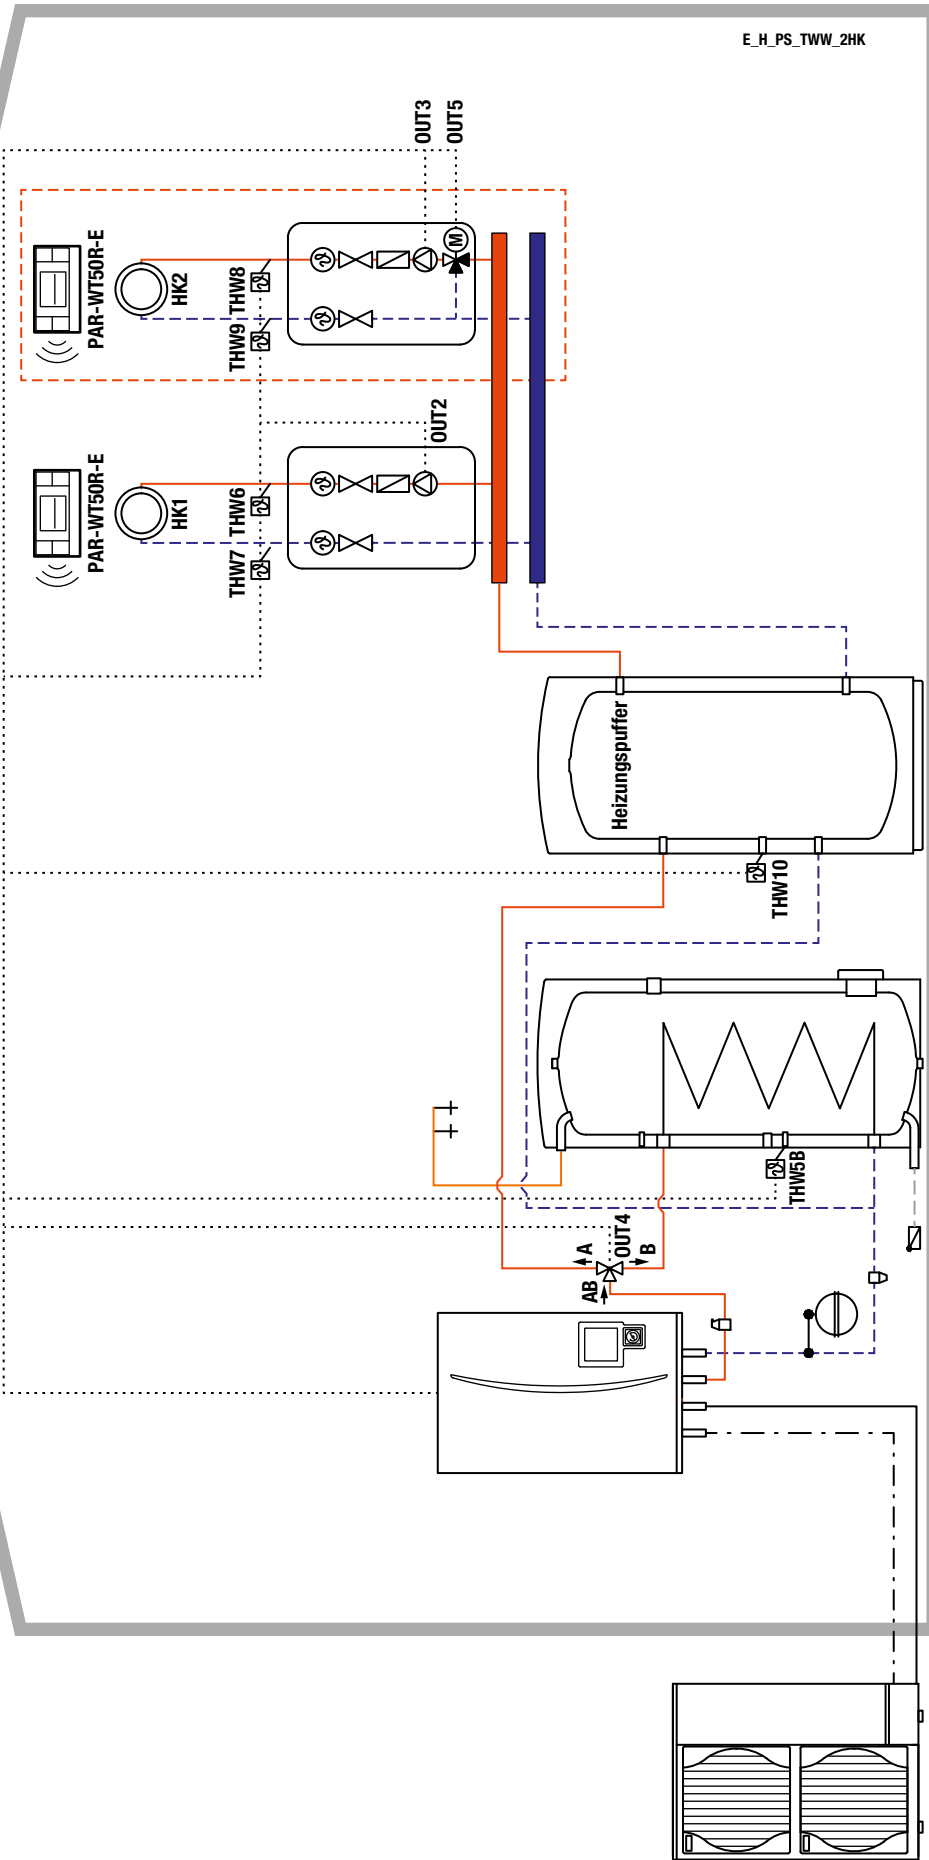 E_H_PS_TWW_2HK
OUT3
OUT5
PAR-WT50R-E
HK2
THW8
THW9
OUT2
PAR-WT50R-E
HK1
THW6
THW7
Heizungspuffer
THW10
THW5B
OUT4
A
B
AB
M